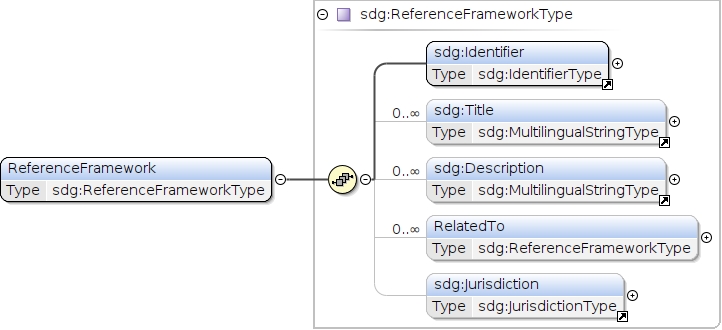 sdg:ReferenceFrameworkType
sdg:Identifier
Type sdg:IdentifierType
0..∞
sdg:Title
Type sdg:MultilingualStringType
0..∞
sdg:Description
Type sdg:MultilingualStringType
ReferenceFramework
Type sdg:ReferenceFrameworkType
0..∞
RelatedTo
Type sdg:ReferenceFrameworkType
sdg:Jurisdiction
Type sdg:JurisdictionType